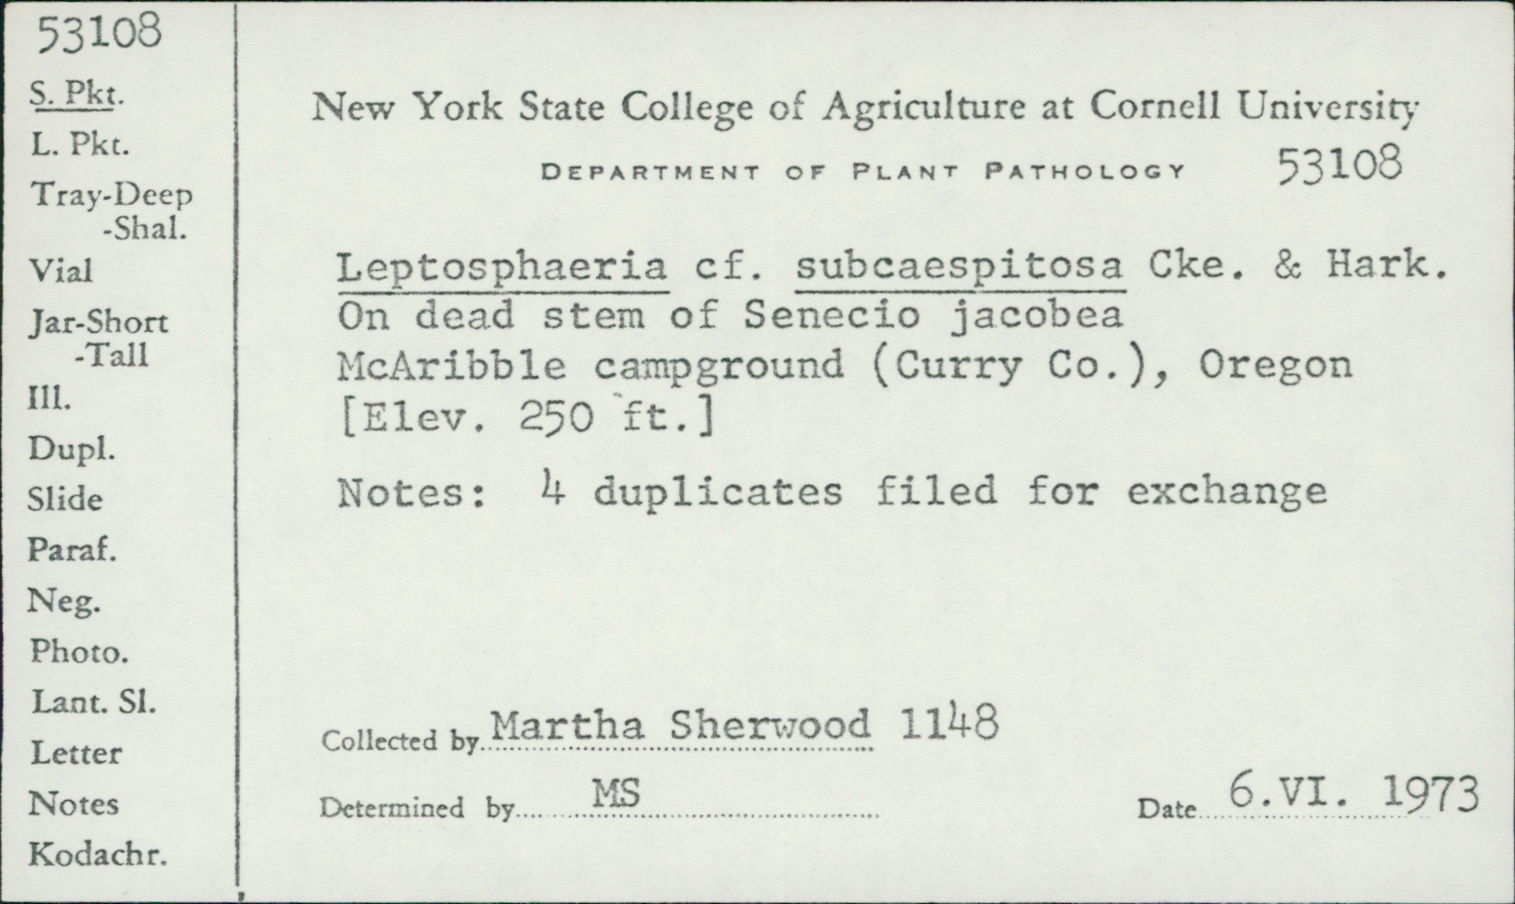 53108
S. Pkt.
L. Pkt.
Tray-Deep
-Shal.
Vial
Jar-Short
-Tall
Ill.
Dupl.
Slide
Paraf.
Neg.
Photo.
Lant. Sl.
Letter
Notes
Kodachr.
New York State College of Agriculture at Cornell University
DEPARTMENT OF PLANT PATHOLOGY 53108
Leptosphaeria cf. subcaespitosa Cke. & Hark.
On dead stem of Senecio jacobea
McAribble campground (Curry Co.), Oregon
[Elev. 250 ft.]
Notes: 4 duplicates filed for exchange
Collected by Martha Sherwood 1148
Determined by MS
Date 6.VI. 1973